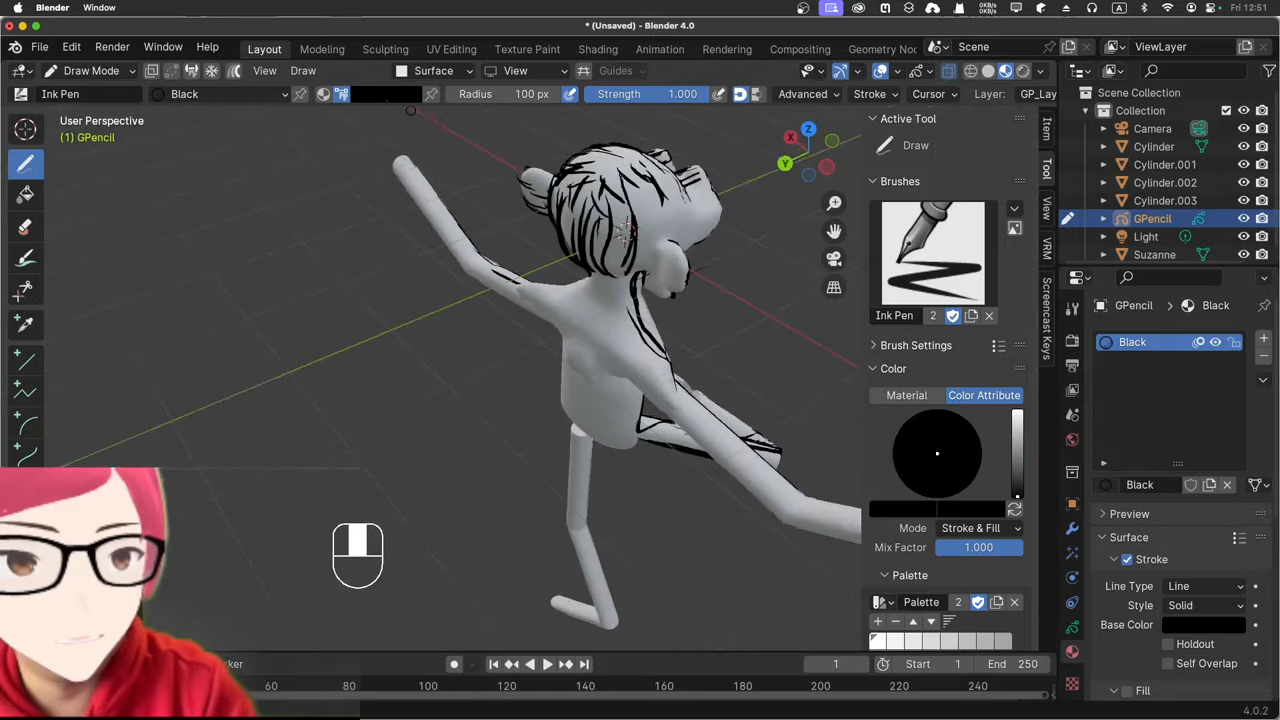 Blender Window 0KB/s 0KB/s A Fri 12:51
* (Unsaved) - Blender 4.0
File Edit Render Window Help Layout Modeling Sculpting UV Editing Texture Paint Shading Animation Rendering Compositing Geometry Noc Scene ViewLayer
Draw Mode View Draw Surface View Guides
Ink Pen Black Radius 100 px Strength 1.000 Advanced Stroke Cursor Layer: GP_Lay
User Perspective
(1) GPencil
X
Y
Z
Item
Tool
View
VRM
Screencast Keys
Active Tool
Draw
Brushes
Ink Pen 2
Brush Settings
Color
Material Color Attribute
Mode Stroke & Fill
Mix Factor 1.000
Palette
Palette 2
Scene Collection
Collection
Camera
Cylinder
Cylinder.001
Cylinder.002
Cylinder.003
GPencil
Light
Suzanne
GPencil Black
Black
Black
Preview
Surface
Stroke
Line Type Line
Style Solid
Base Color
Holdout
Self Overlap
Fill
rker 1 Start 1 End 250
60 80 100 120 140 160 180 200 220 240
4.0.2